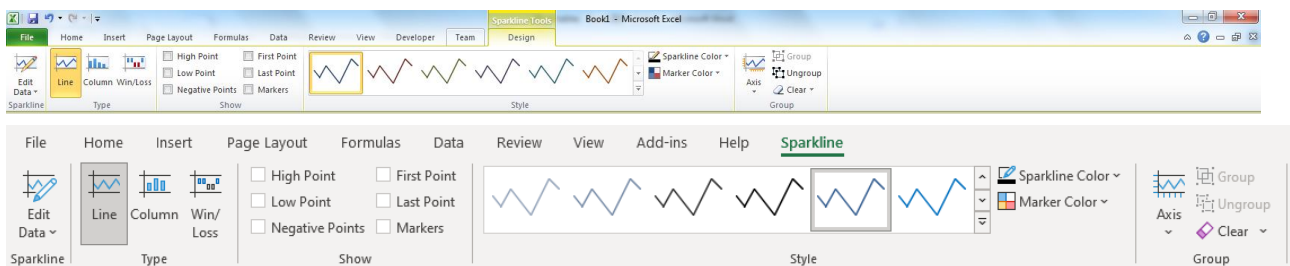 Sparkline Tools Book1 - Microsoft Excel
File Home Insert Page Layout Formulas Data Review View Developer Team Design
Edit Data Line Column Win/Loss
High Point First Point
Low Point Last Point
Negative Points Markers
Sparkline Color
Marker Color
Axis
Group
Ungroup
Clear
Sparkline Type Show Style Group
File Home Insert Page Layout Formulas Data Review View Add-ins Help Sparkline
Edit
Data
Line Column Win/
Loss
High Point First Point
Low Point Last Point
Negative Points Markers
Sparkline Color
Marker Color
Axis
Group
Ungroup
Clear
Sparkline Type Show Style Group